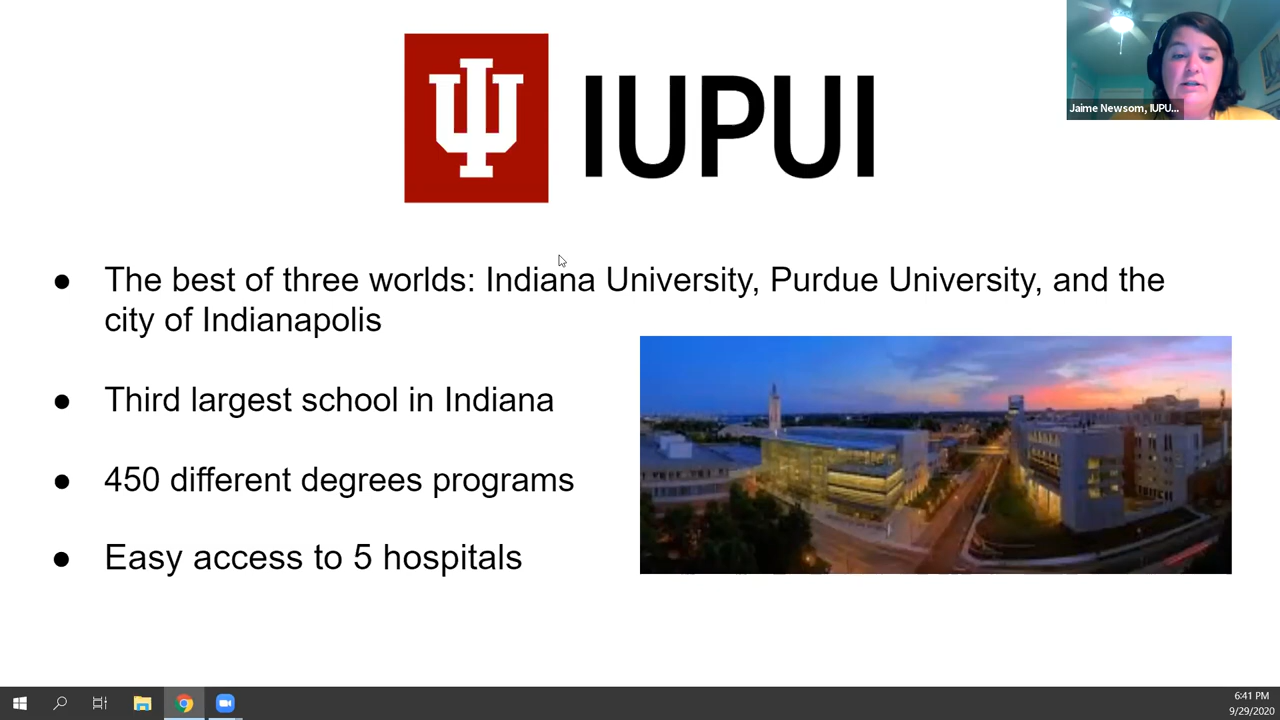 IUPUI
Jaime Newsom, IUPU...
● The best of three worlds: Indiana University, Purdue University, and the
city of Indianapolis
● Third largest school in Indiana
● 450 different degrees programs
● Easy access to 5 hospitals
6:41 PM
9/29/2020